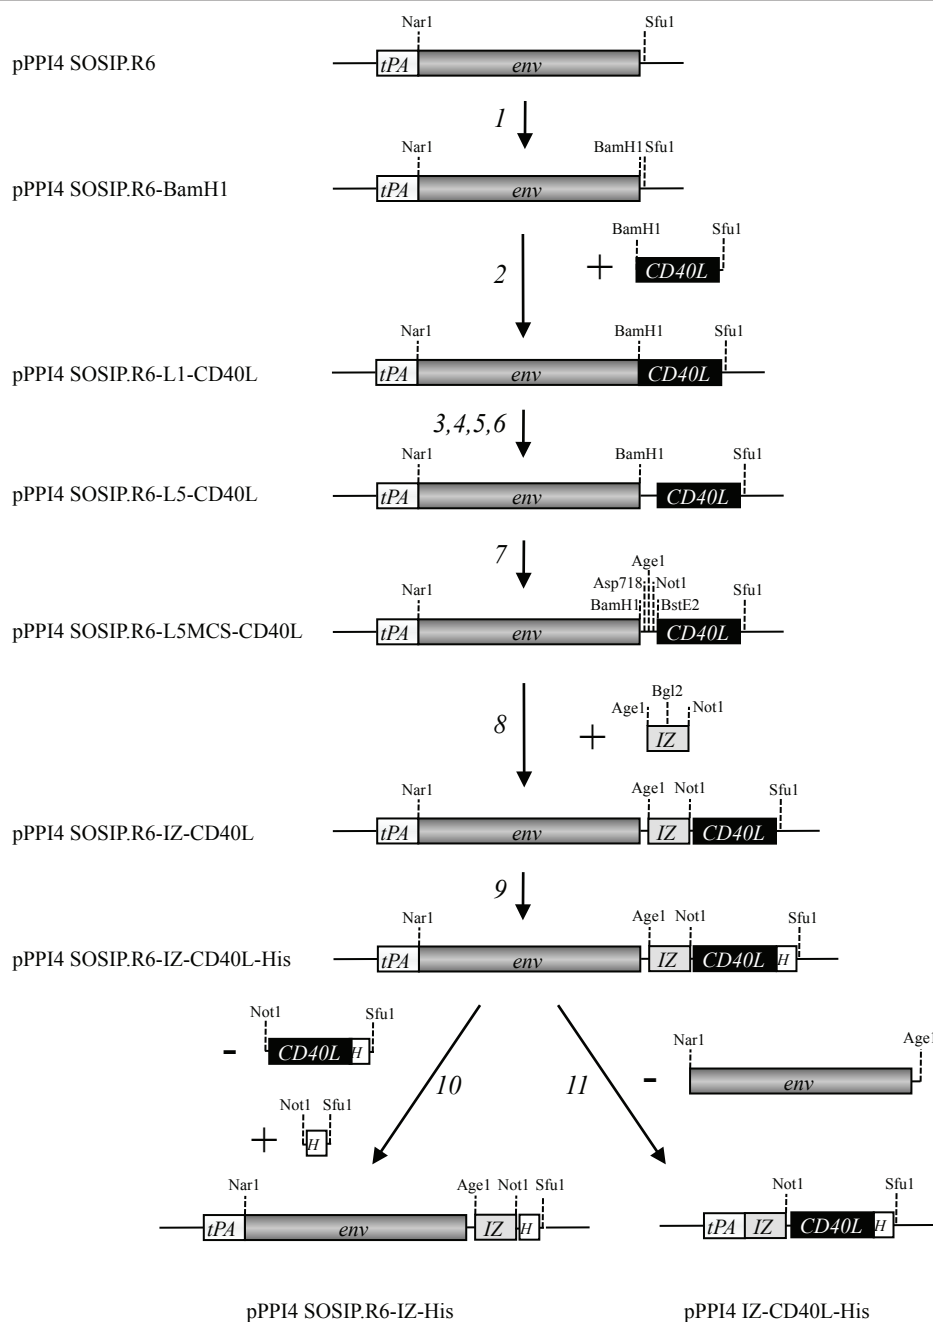 Nar1 Sfu1
pPPI4 SOSIP.R6 tPA env
1
Nar1 BamH1 Sfu1
pPPI4 SOSIP.R6-BamH1 tPA env
BamH1 Sfu1
2 + CD40L
Nar1 BamH1 Sfu1
pPPI4 SOSIP.R6-L1-CD40L tPA env CD40L
3,4,5,6
Nar1 BamH1 Sfu1
pPPI4 SOSIP.R6-L5-CD40L tPA env CD40L
7
Age1
Asp718 Not1
Nar1 BamH1 BstE2 Sfu1
pPPI4 SOSIP.R6-L5MCS-CD40L tPA env CD40L
Bgl2
Age1 Not1
8 + IZ
Nar1 Age1 Not1 Sfu1
pPPI4 SOSIP.R6-IZ-CD40L tPA env IZ CD40L
9
Nar1 Age1 Not1 Sfu1
pPPI4 SOSIP.R6-IZ-CD40L-His tPA env IZ CD40L H
Not1 Sfu1
- CD40L H
Nar1 Age1
10 11 - env
Not1 Sfu1
+ H
Nar1 Age1 Not1 Sfu1
tPA env IZ H
Not1 Sfu1
tPA IZ CD40L H
pPPI4 SOSIP.R6-IZ-His pPPI4 IZ-CD40L-His